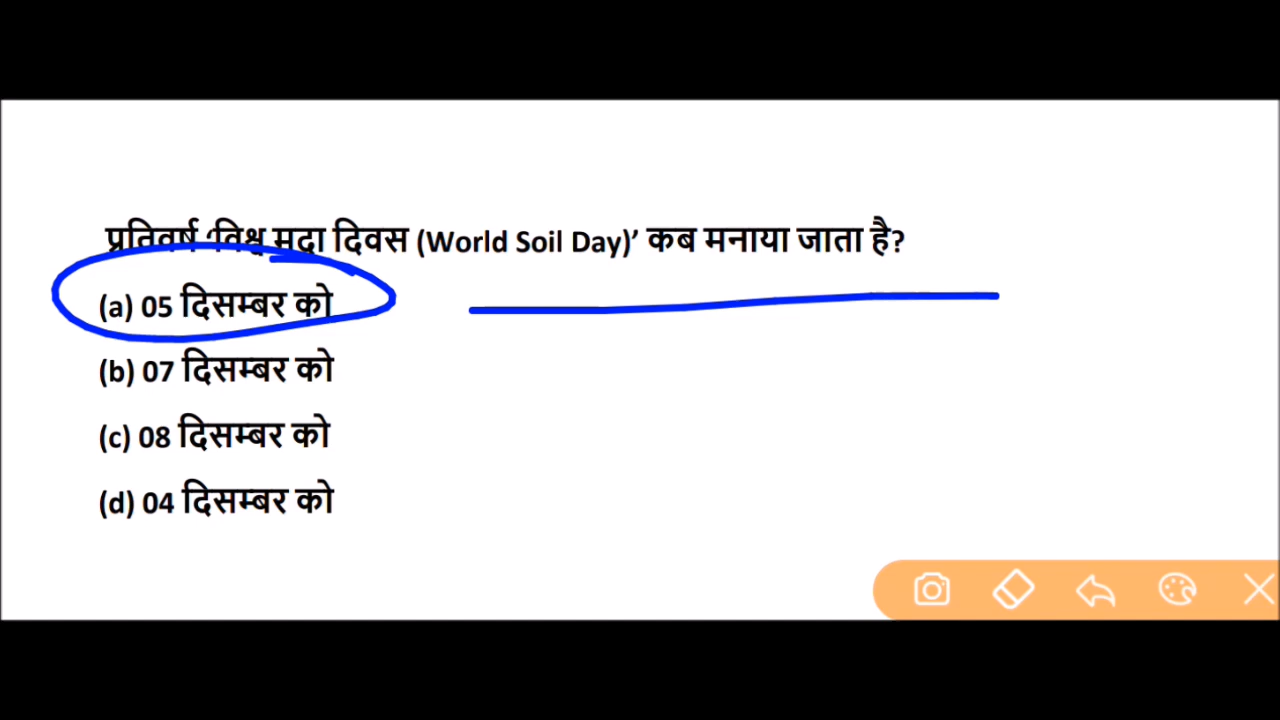 प्रतिवर्ष ‘विश्व मृदा दिवस (World Soil Day)’ कब मनाया जाता है?
(a) 05 दिसम्बर को
(b) 07 दिसम्बर को
(c) 08 दिसम्बर को
(d) 04 दिसम्बर को